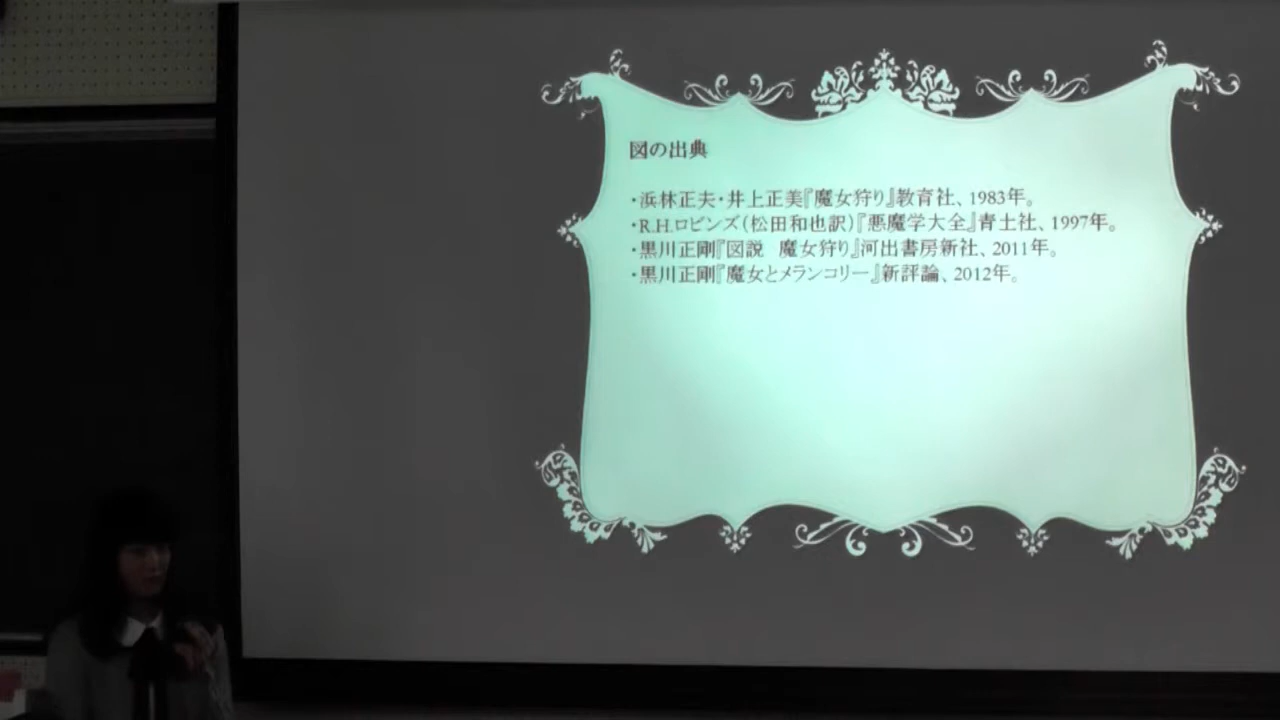 図の出典
・浜林正夫・井上正美『魔女狩り』教育社、1983年。
・R.H.ロビンズ(松田和也訳)『悪魔学大全』青土社、1997年。
・黒川正剛『図説　魔女狩り』河出書房新社、2011年。
・黒川正剛『魔女とメランコリー』新評論、2012年。